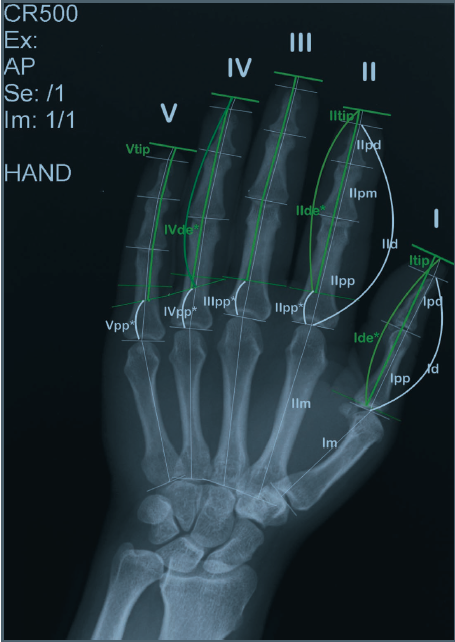 CR500
Ex:
AP
Se: /1
Im: 1/1
HAND
III
IV
II
V
I
IItip
Vtip
IIpd
IIpm
IIde*
IVde*
IId
Itip
IIpp
IIIpp*
IIpp*
IVpp*
Vpp*
Ipd
Ide*
Id
Ipp
IIm
Im